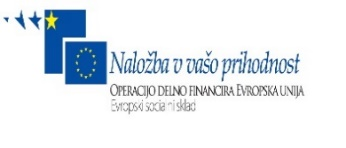 Naložba v vašo prihodnost
OPERACIJO DELNO FINANCIRA EVROPSKA UNIJA
Evropski socialni sklad